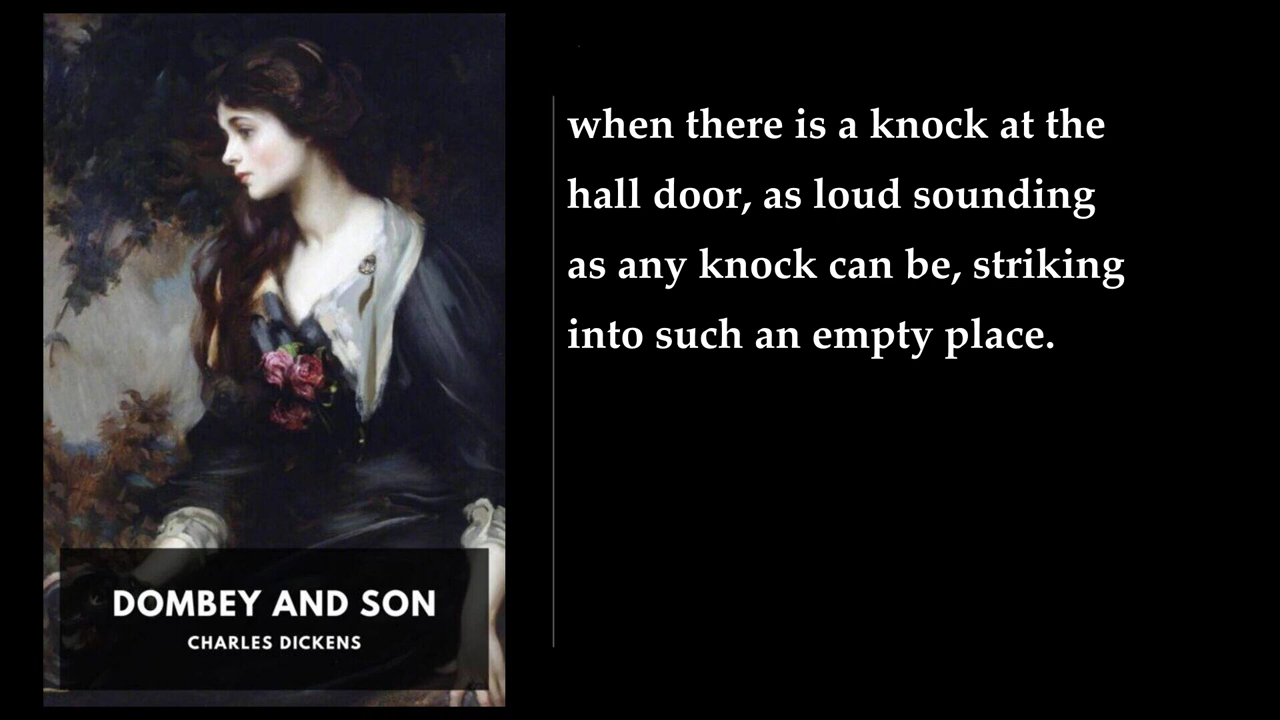 when there is a knock at the
hall door, as loud sounding
as any knock can be, striking
into such an empty place.
DOMBEY AND SON
CHARLES DICKENS